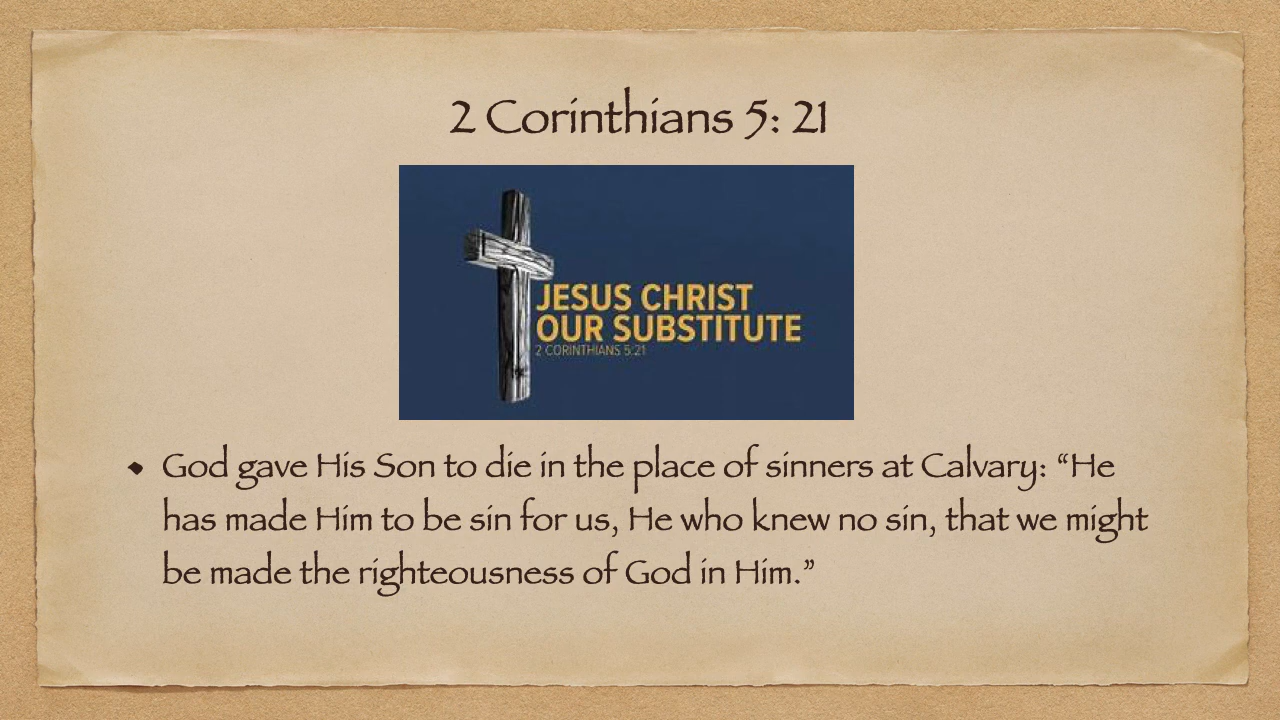 2 Corinthians 5: 21
JESUS CHRIST
OUR SUBSTITUTE
2 CORINTHIANS 5:21
God gave His Son to die in the place of sinners at Calvary: “He
has made Him to be sin for us, He who knew no sin, that we might
be made the righteousness of God in Him.”